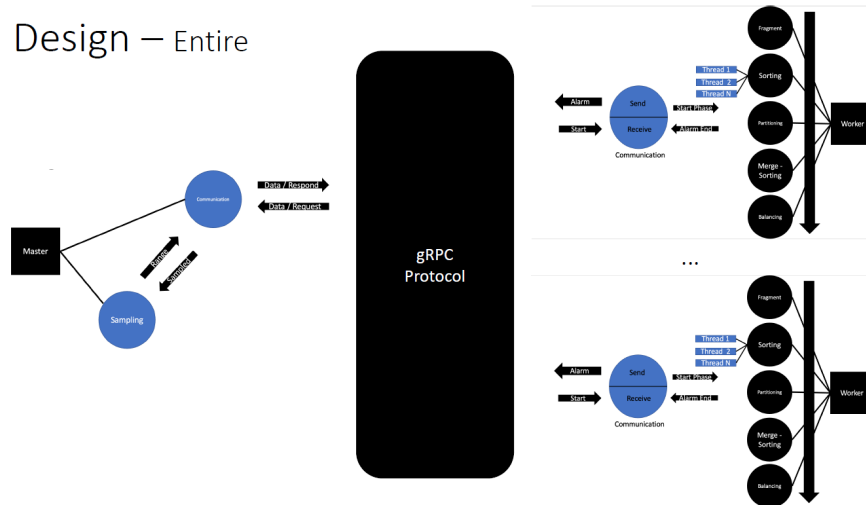 Design – Entire
Master
Communication
Sampling
Range
Sampled
Data / Respond
Data / Request
gRPC
Protocol
Alarm
Start
Send
Receive
Communication
Start Phase
Alarm End
Thread 1
Thread 2
Thread N
Fragment
Sorting
Partitioning
Merge -
Sorting
Balancing
Worker
...
Alarm
Start
Send
Receive
Communication
Start Phase
Alarm End
Thread 1
Thread 2
Thread N
Fragment
Sorting
Partitioning
Merge -
Sorting
Balancing
Worker